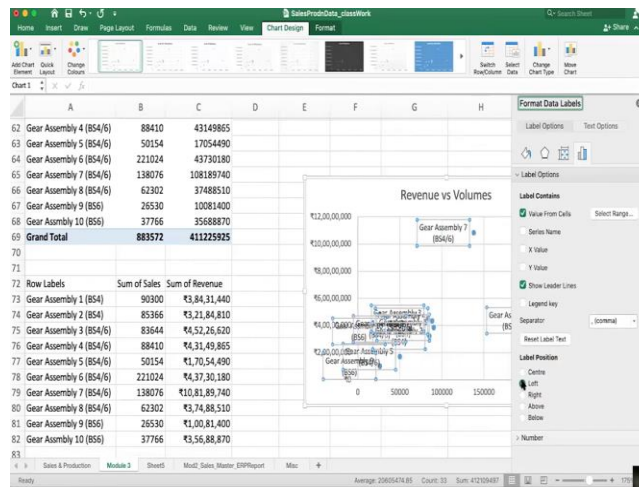 SalesProdnData_classWork
Search Sheet
Home Insert Draw Page Layout Formulas Data Review View Chart Design Format
Share
Add Chart Element
Quick Layout
Change Colours
Switch Row/Column
Select Data
Change Chart Type
Move Chart
Chart 1
fx
A B C D E F G H
62 Gear Assembly 4 (BS4/6) 88410 43149865
63 Gear Assembly 5 (BS4/6) 50154 17054490
64 Gear Assembly 6 (BS4/6) 221024 43730180
65 Gear Assembly 7 (BS4/6) 138076 108189740
66 Gear Assembly 8 (BS4/6) 62302 37488510
67 Gear Assembly 9 (BS6) 26530 10081400
68 Gear Assmbly 10 (BS6) 37766 35688870
69 Grand Total 883572 411225925
70
71
72 Row Labels Sum of Sales Sum of Revenue
73 Gear Assembly 1 (BS4) 90300 ₹3,84,31,440
74 Gear Assembly 2 (BS4) 85366 ₹3,21,84,810
75 Gear Assembly 3 (BS4/6) 83644 ₹4,52,26,620
76 Gear Assembly 4 (BS4/6) 88410 ₹4,31,49,865
77 Gear Assembly 5 (BS4/6) 50154 ₹1,70,54,490
78 Gear Assembly 6 (BS4/6) 221024 ₹4,37,30,180
79 Gear Assembly 7 (BS4/6) 138076 ₹10,81,89,740
80 Gear Assembly 8 (BS4/6) 62302 ₹3,74,88,510
81 Gear Assembly 9 (BS6) 26530 ₹1,00,81,400
82 Gear Assmbly 10 (BS6) 37766 ₹3,56,88,870
83
Revenue vs Volumes
₹12,00,00,000
₹10,00,00,000
₹8,00,00,000
₹6,00,00,000
₹4,00,00,000
₹2,00,00,000
Gear Assembly 7
(BS4/6)
Gear As
(BS
0 50000 100000 150000
Format Data Labels
Label Options Text Options
Label Options
Label Contains
Value From Cells Select Range...
Series Name
X Value
Y Value
Show Leader Lines
Legend key
Separator , (comma)
Reset Label Text
Label Position
Centre
Left
Right
Above
Below
Number
Sales & Production Module 3 Sheet5 Mod2_Sales_Master_ERPReport Misc +
Ready
Average: 20605474.85 Count: 33 Sum: 412109497